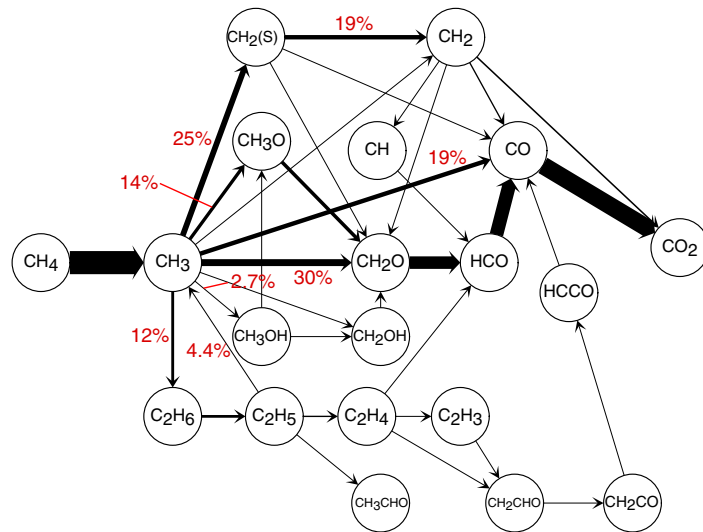 19%
CH2(S)
CH2
25%
CH3O
CH
19%
CO
14%
CH4
CH3
CH2O
HCO
CO2
30%
2.7%
HCCO
12%
4.4%
CH3OH
CH2OH
C2H6
C2H5
C2H4
C2H3
CH3CHO
CH2CHO
CH2CO